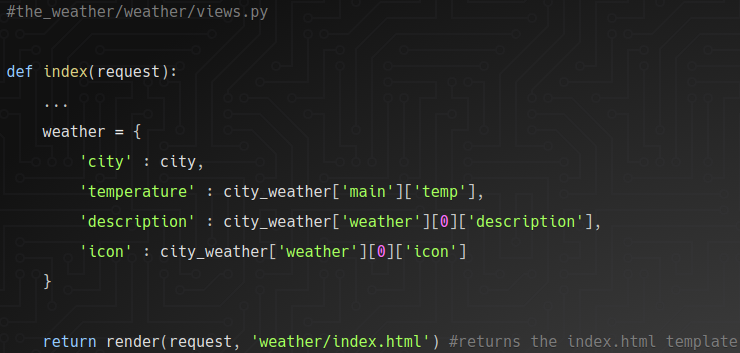 #the_weather/weather/views.py
def index(request):
    ...
    weather = {
        'city' : city,
        'temperature' : city_weather['main']['temp'],
        'description' : city_weather['weather'][0]['description'],
        'icon' : city_weather['weather'][0]['icon']
    }
    return render(request, 'weather/index.html') #returns the index.html template